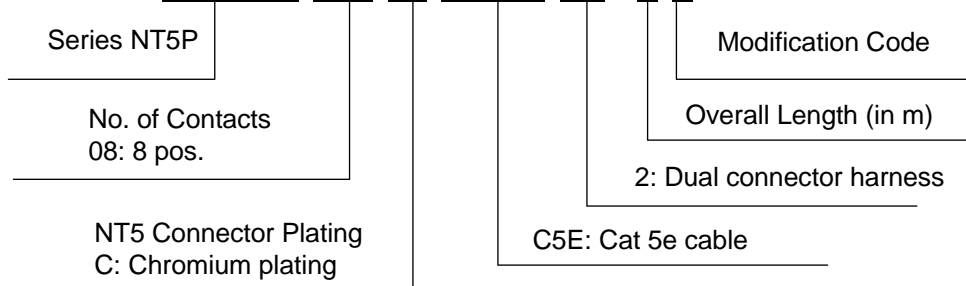 Series NT5P
Modification Code
No. of Contacts
08: 8 pos.
Overall Length (in m)
2: Dual connector harness
NT5 Connector Plating
C: Chromium plating
C5E: Cat 5e cable